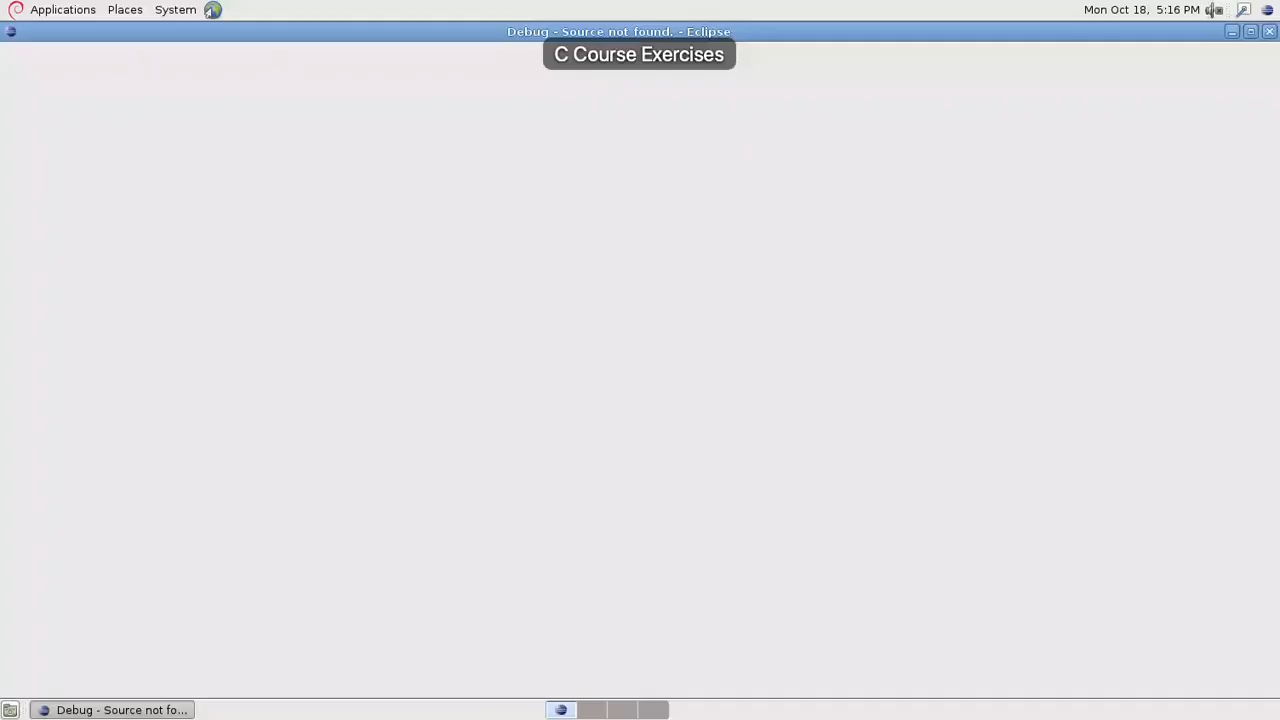 Applications Places System Mon Oct 18, 5:16 PM
Debug - Source not found. - Eclipse
C Course Exercises
Debug - Source not fo...